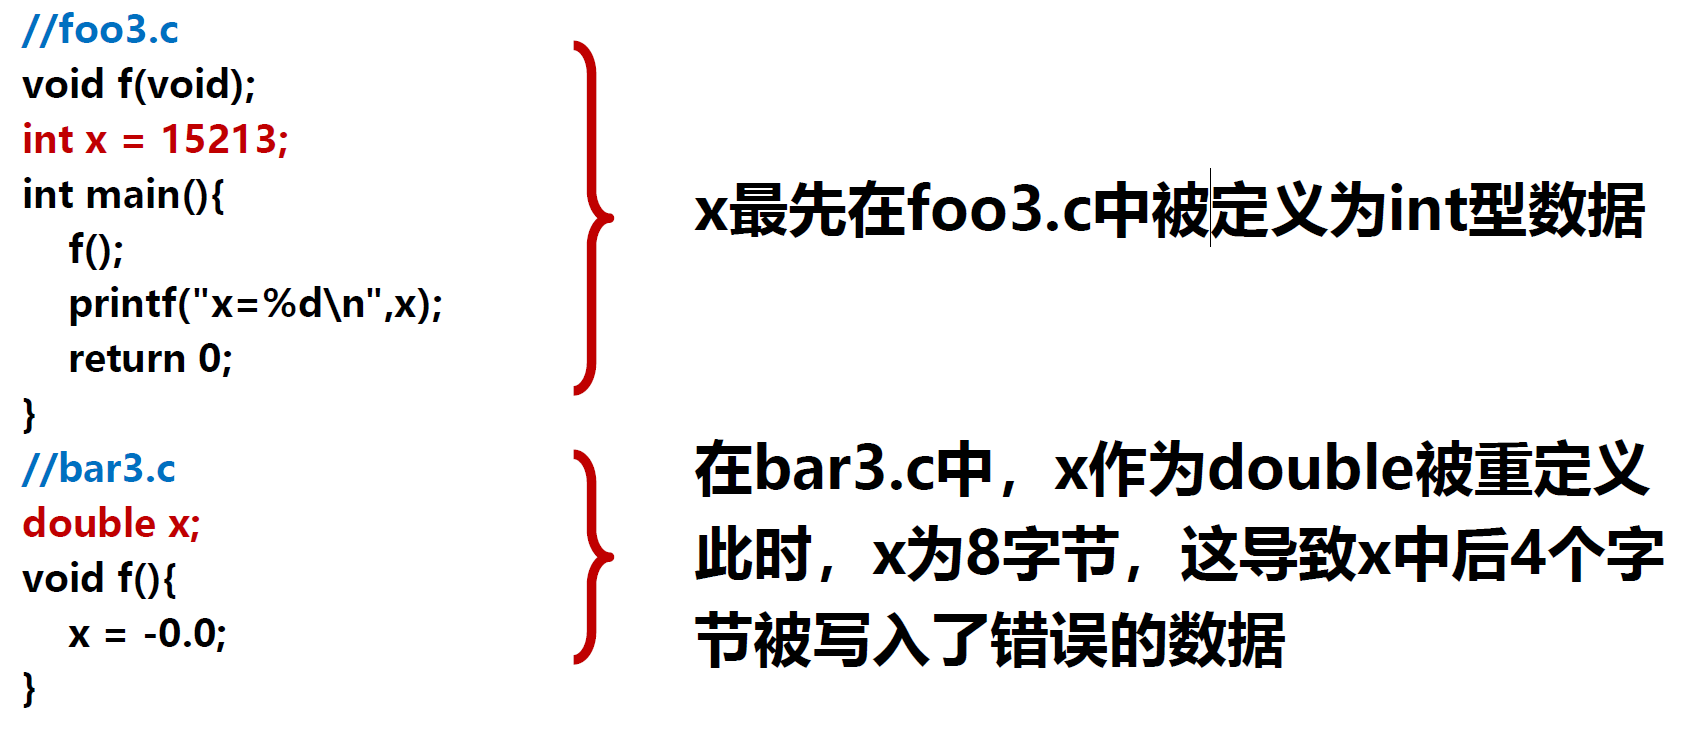 //foo3.c
void f(void);
int x = 15213;
int main(){
f();
printf("x=%d\n",x);
return 0;
}
//bar3.c
double x;
void f(){
x = -0.0;
}
x最先在foo3.c中被定义为int型数据
在bar3.c中，x作为double被重定义
此时，x为8字节，这导致x中后4个字
节被写入了错误的数据